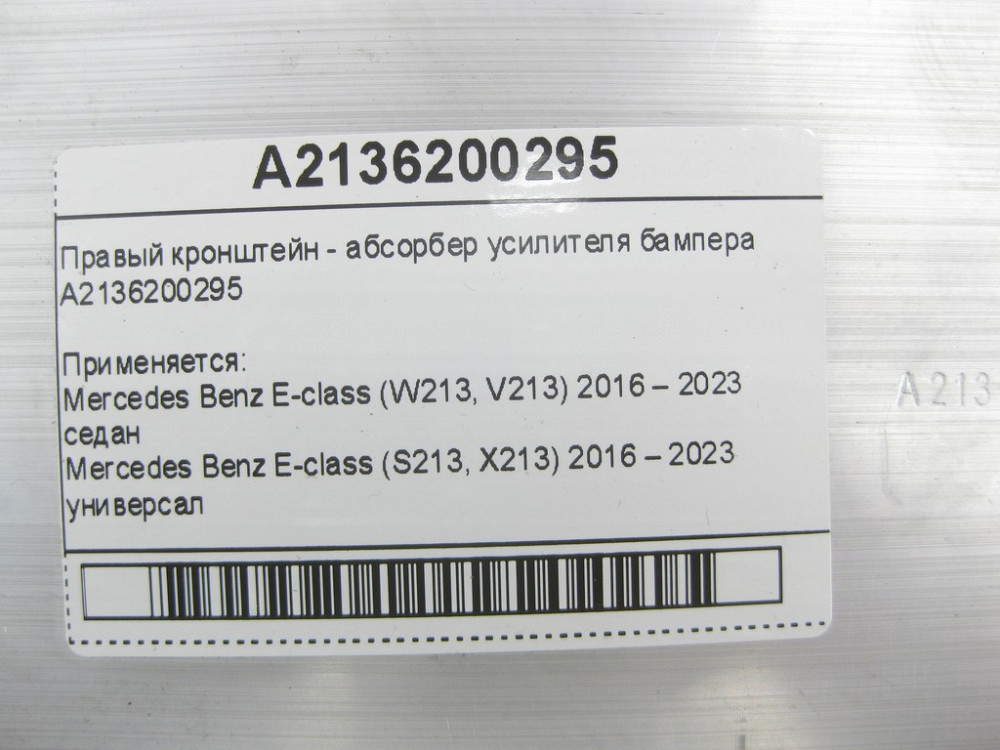 A2136200295
Правый кронштейн - абсорбер усилителя бампера
A2136200295
Применяется:
Mercedes Benz E-class (W213, V213) 2016 – 2023
седан
Mercedes Benz E-class (S213, X213) 2016 – 2023
универсал
A 213